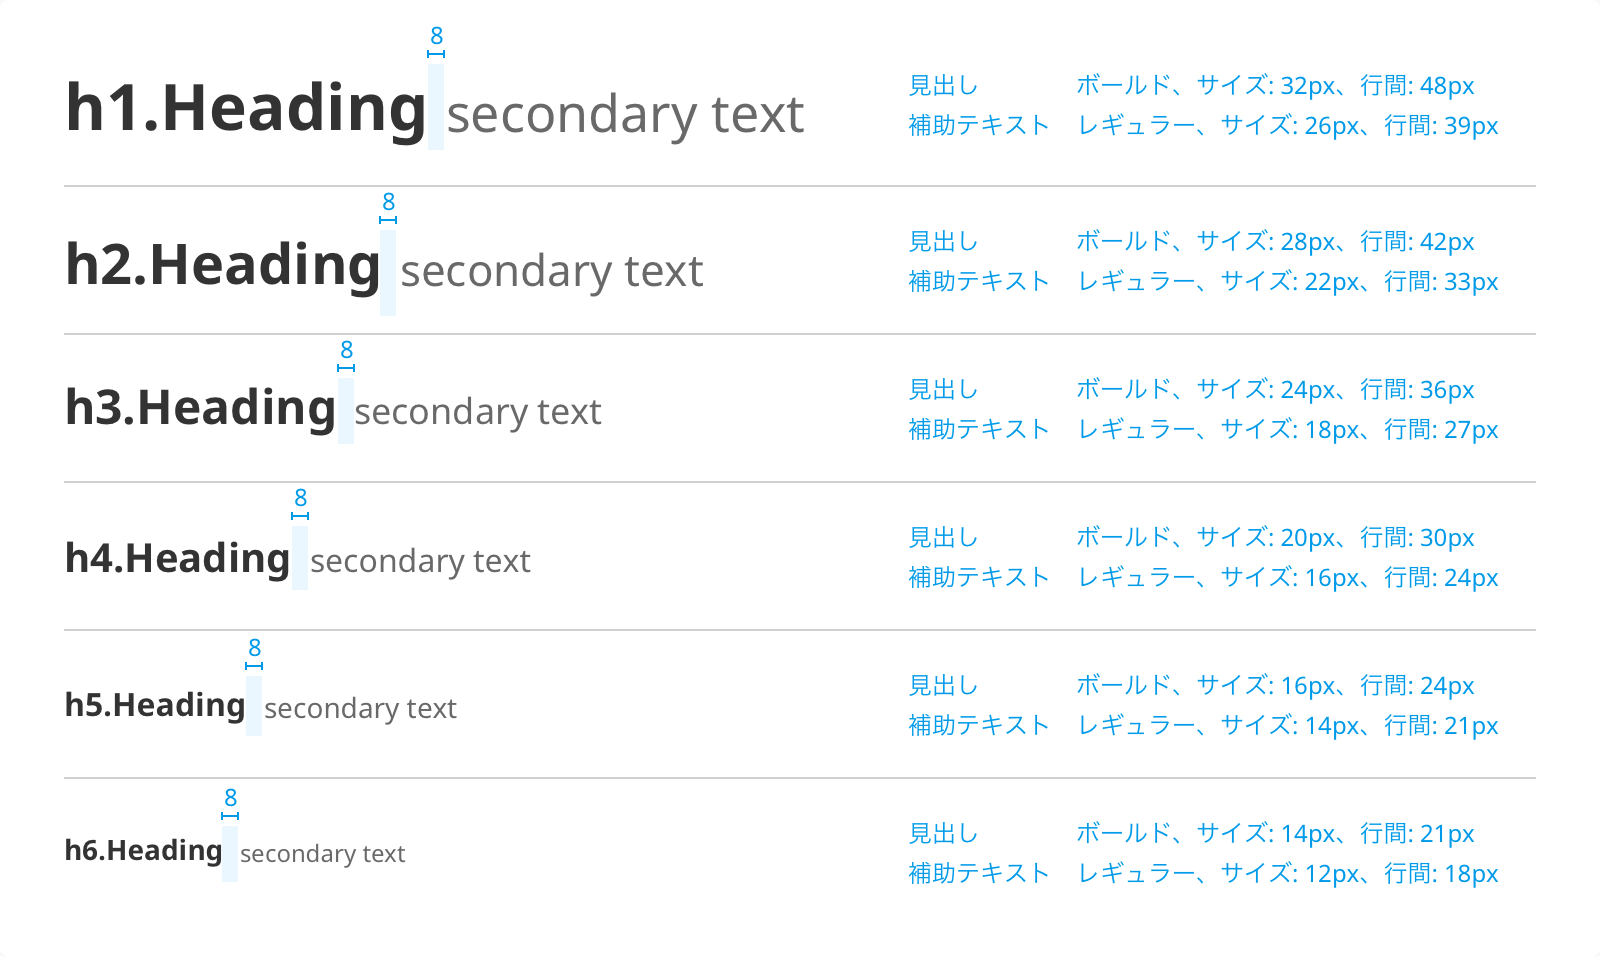 8
h1.Heading secondary text
見出し ボールド、サイズ: 32px、行間: 48px
補助テキスト レギュラー、サイズ: 26px、行間: 39px
8
h2.Heading secondary text
見出し ボールド、サイズ: 28px、行間: 42px
補助テキスト レギュラー、サイズ: 22px、行間: 33px
8
h3.Heading secondary text
見出し ボールド、サイズ: 24px、行間: 36px
補助テキスト レギュラー、サイズ: 18px、行間: 27px
8
h4.Heading secondary text
見出し ボールド、サイズ: 20px、行間: 30px
補助テキスト レギュラー、サイズ: 16px、行間: 24px
8
h5.Heading secondary text
見出し ボールド、サイズ: 16px、行間: 24px
補助テキスト レギュラー、サイズ: 14px、行間: 21px
8
h6.Heading secondary text
見出し ボールド、サイズ: 14px、行間: 21px
補助テキスト レギュラー、サイズ: 12px、行間: 18px